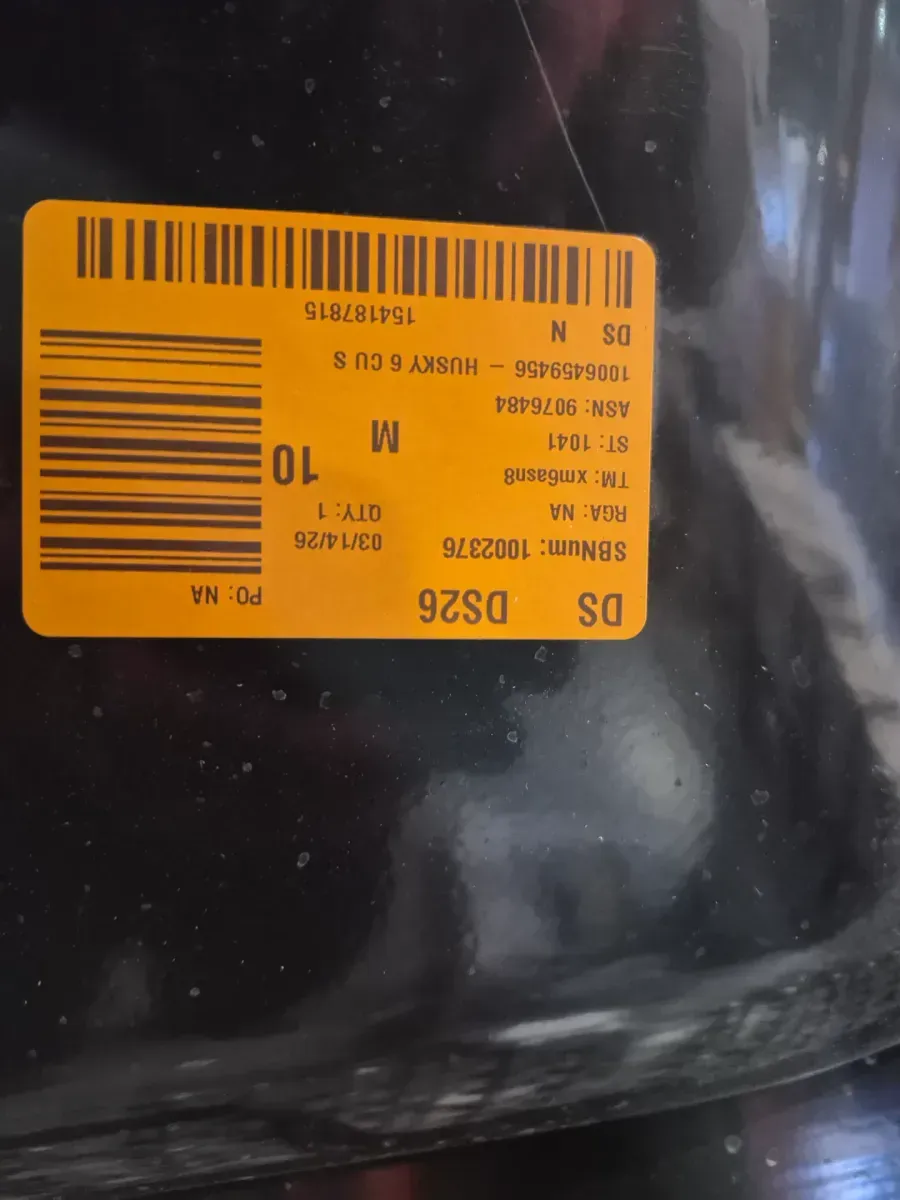 DS DS26 PO: NA
SBNum: 1002376 03/14/26
RGA: NA QTY: 1
TM: xm6asn8 10
ST: 1041 M
ASN: 9076484
1006459456 – HUSKY 6 CU S
DS N 154187815